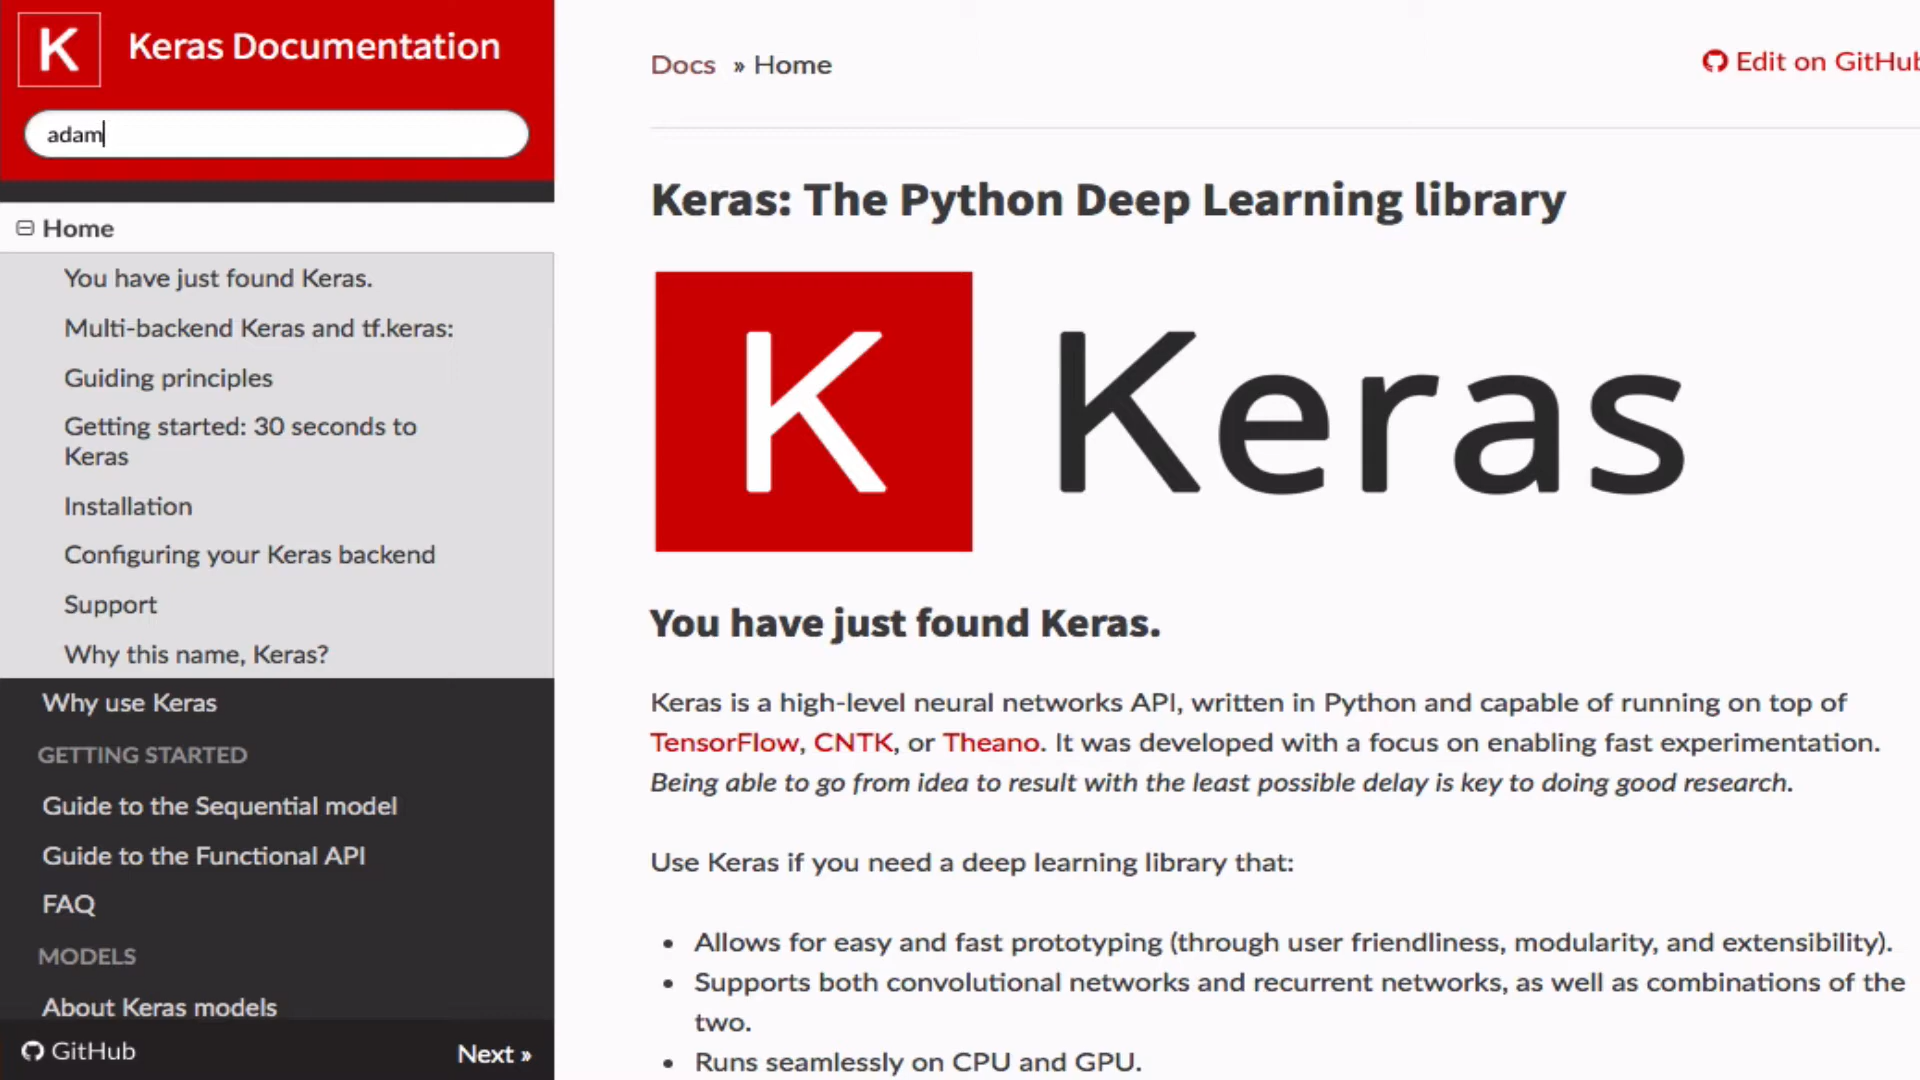 K Keras Documentation
adam
Home
You have just found Keras.
Multi-backend Keras and tf.keras:
Guiding principles
Getting started: 30 seconds to
Keras
Installation
Configuring your Keras backend
Support
Why this name, Keras?
Why use Keras
GETTING STARTED
Guide to the Sequential model
Guide to the Functional API
FAQ
MODELS
About Keras models
GitHub Next »
Docs » Home
Edit on GitHub
Keras: The Python Deep Learning library
K Keras
You have just found Keras.
Keras is a high-level neural networks API, written in Python and capable of running on top of
TensorFlow, CNTK, or Theano. It was developed with a focus on enabling fast experimentation.
Being able to go from idea to result with the least possible delay is key to doing good research.
Use Keras if you need a deep learning library that:
• Allows for easy and fast prototyping (through user friendliness, modularity, and extensibility).
• Supports both convolutional networks and recurrent networks, as well as combinations of the
two.
• Runs seamlessly on CPU and GPU.